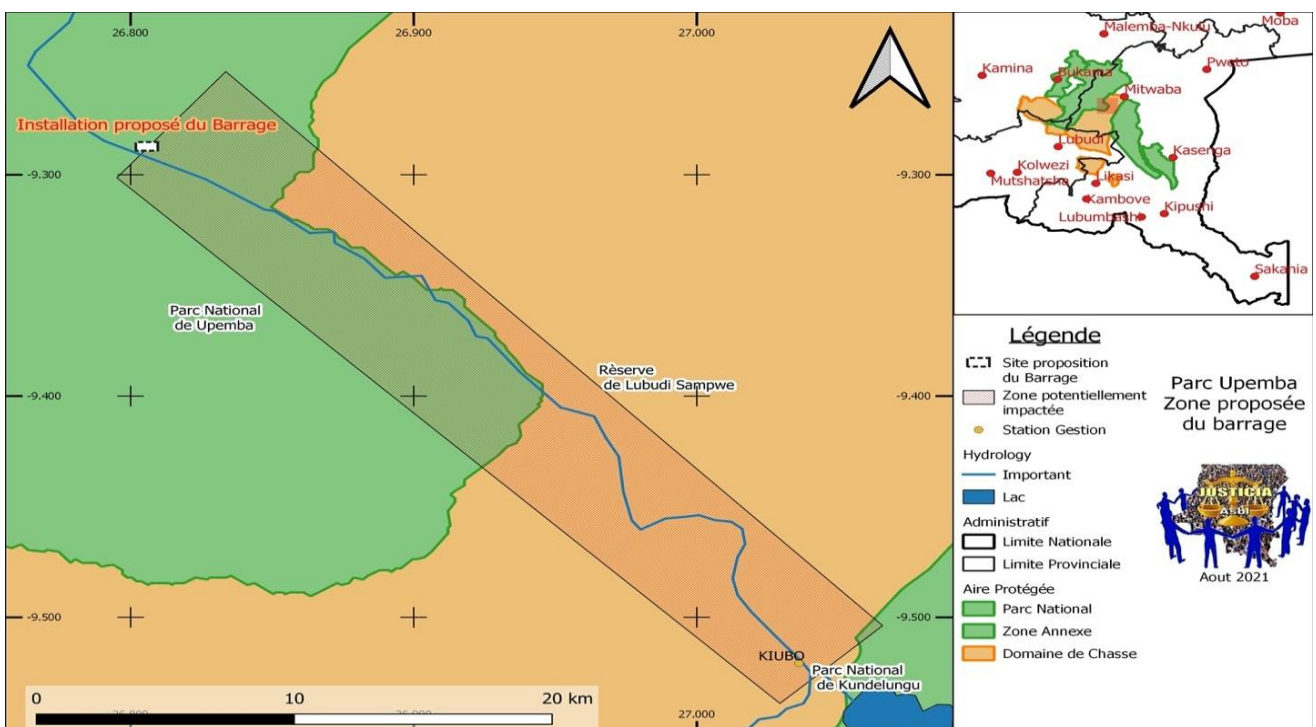 26.800
26.900
27.000
Installation proposé du Barrage
-9.300
-9.300
Parc National
de Upemba
Rèserve
de Lubudi Sampwe
-9.400
-9.400
-9.500
-9.500
KIUBO
Parc National
de Kundelungu
0
10
20 km
26.900
27.000
Malemba-Nkulu
Moba
Kamina
Bukama
Pweto
Mitwaba
Lubudi
Kasenga
Kolwezi
Mutshatsha
Likasi
Kambove
Kipushi
Lubumbashi
Sakania
Légende
Site proposition
du Barrage
Zone potentiellement
impactée
Station Gestion
Hydrology
Important
Lac
Administratif
Limite Nationale
Limite Provinciale
Aire Protégée
Parc National
Zone Annexe
Domaine de Chasse
Parc Upemba
Zone proposée
du barrage
JUSTICIA
ASBl
Aout 2021